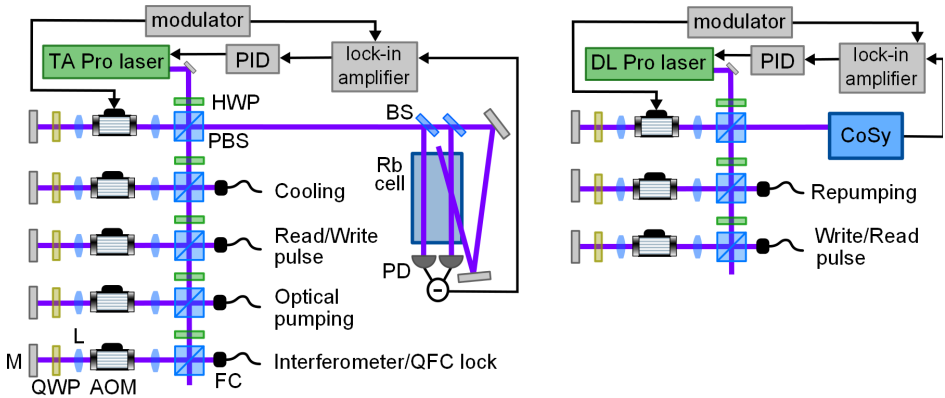 modulator
TA Pro laser
PID
lock-in
amplifier
HWP
PBS
BS
Rb
cell
Cooling
Read/Write
pulse
PD
-
Optical
pumping
L
M
QWP
AOM
FC
Interferometer/QFC lock
modulator
DL Pro laser
PID
lock-in
amplifier
CoSy
Repumping
Write/Read
pulse